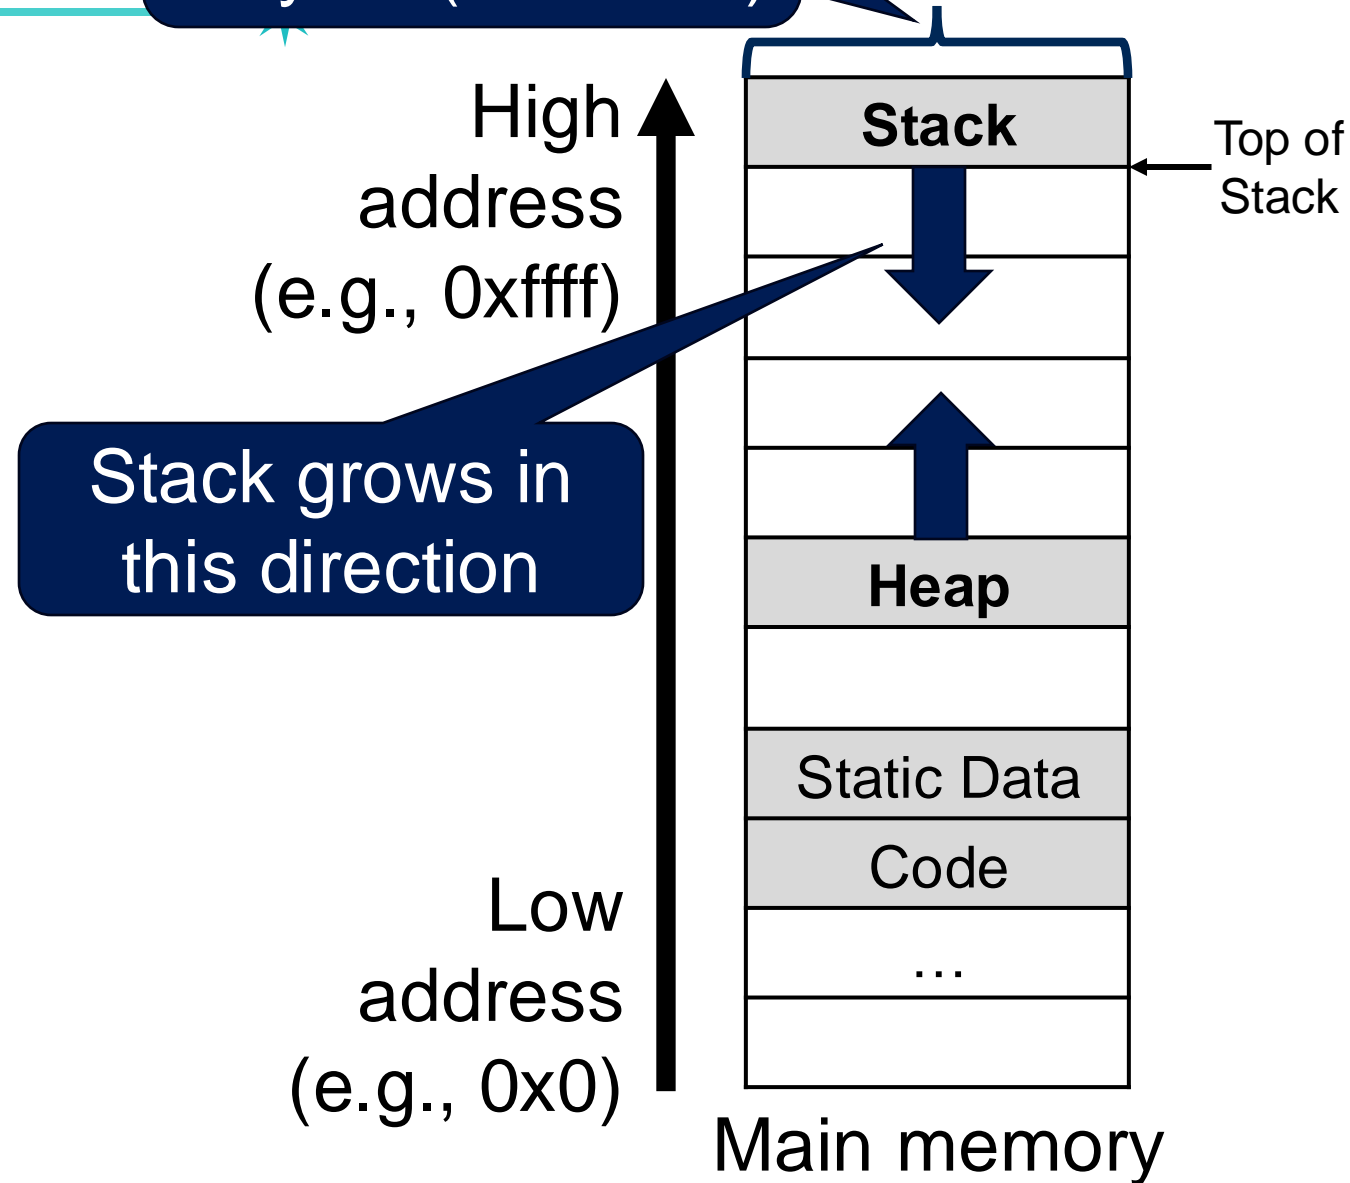 High
address
(e.g., 0xffff)
Stack
Top of
Stack
Stack grows in
this direction
Heap
Static Data
Code
…
Low
address
(e.g., 0x0)
Main memory